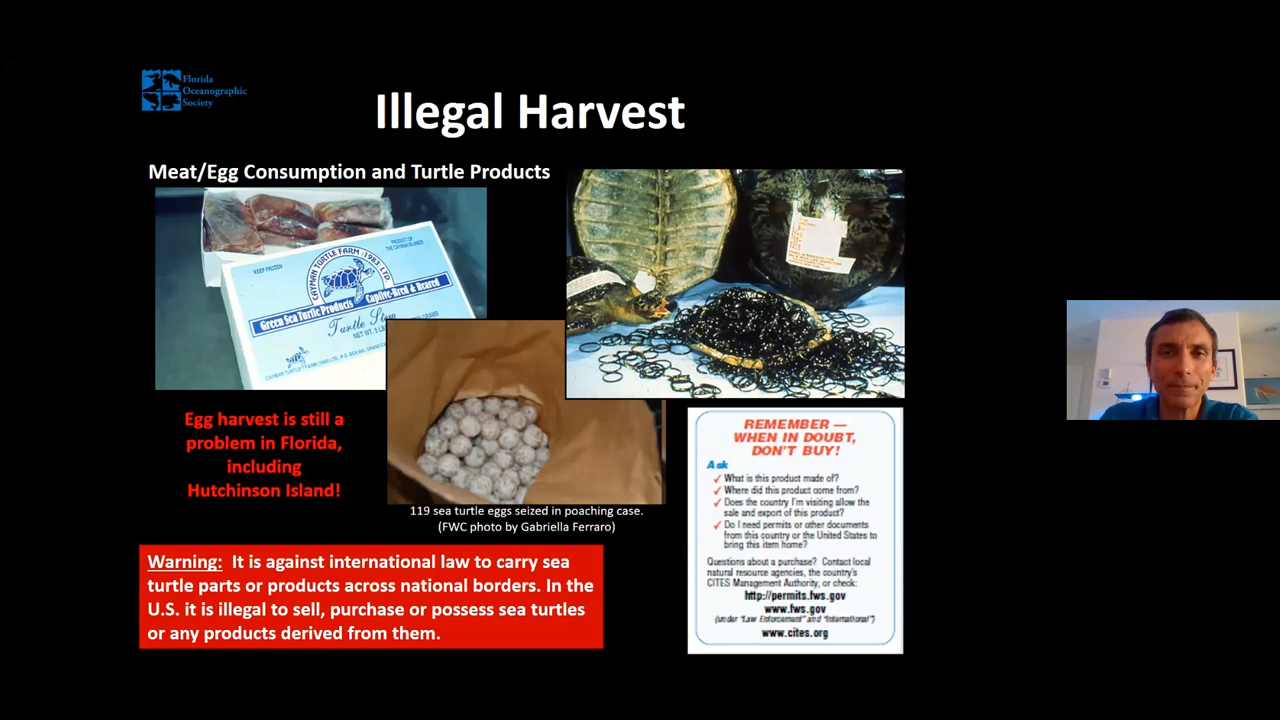 Florida
Oceanographic
Society
Illegal Harvest
Meat/Egg Consumption and Turtle Products
KEEP FROZEN
PRODUCT OF
THE CAYMAN ISLANDS
CAYMAN TURTLE FARM (1983) LTD.
Green Sea Turtle Products
Captive-Bred & Reared
Turtle
NET WT. 5 LBS
Egg harvest is still a
problem in Florida,
including
Hutchinson Island!
119 sea turtle eggs seized in poaching case.
(FWC photo by Gabriella Ferraro)
Warning: It is against international law to carry sea
turtle parts or products across national borders. In the
U.S. it is illegal to sell, purchase or possess sea turtles
or any products derived from them.
REMEMBER —
WHEN IN DOUBT,
DON'T BUY!
Ask
What is this product made of?
Where did this product come from?
Does the country I'm visiting allow the
sale and export of this product?
Do I need permits or other documents
from this country or the United States to
bring this item home?
Questions about a purchase? Contact local
natural resource agencies, the country's
CITES Management Authority, or check:
http://permits.fws.gov
www.fws.gov
(under "Law Enforcement" and "International")
www.cites.org